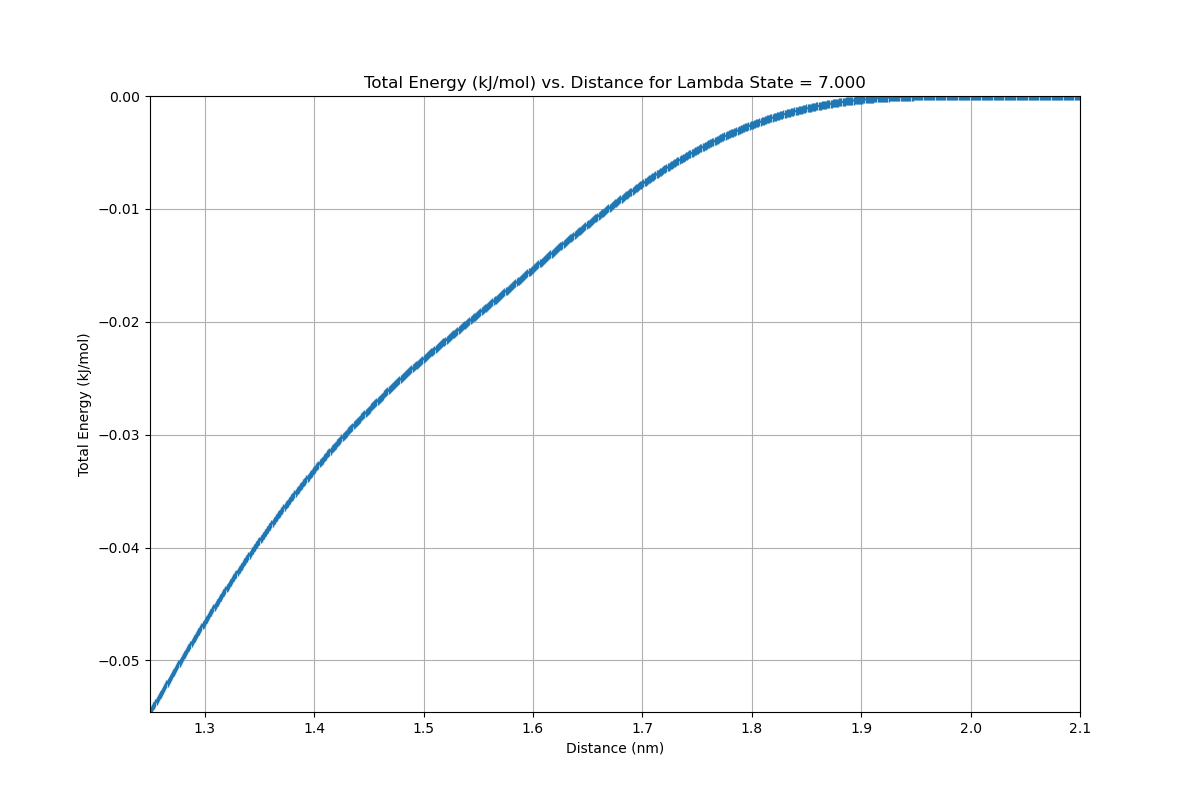 Total Energy (kJ/mol) vs. Distance for Lambda State = 7.000
0.00
−0.01
−0.02
−0.03
−0.04
−0.05
Total Energy (kJ/mol)
1.3 1.4 1.5 1.6 1.7 1.8 1.9 2.0 2.1
Distance (nm)